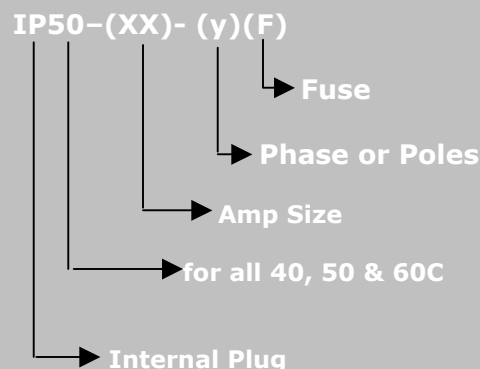 IP50–(XX)- (y)(F)
Fuse
Phase or Poles
Amp Size
for all 40, 50 & 60C
Internal Plug